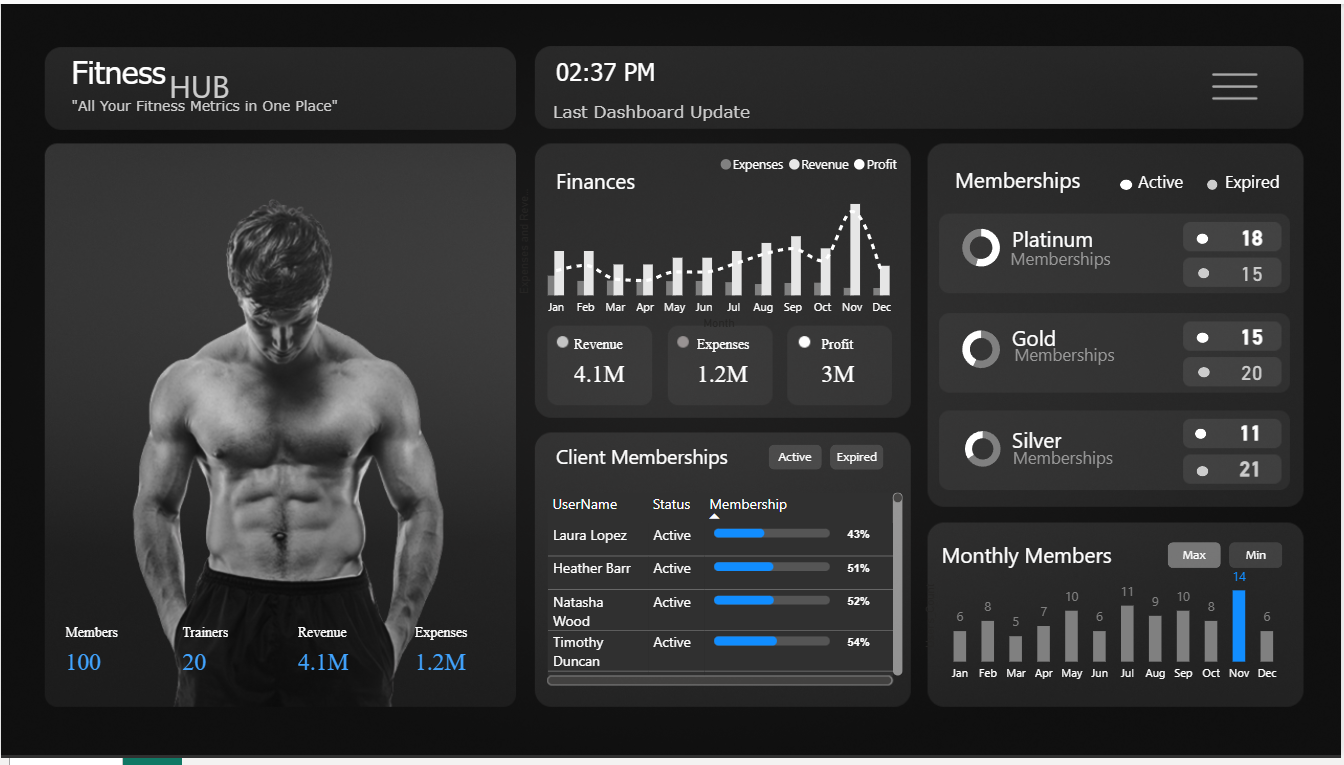 Fitness
HUB
"All Your Fitness Metrics in One Place"
02:37 PM
Last Dashboard Update
Members Trainers Revenue Expenses
100 20 4.1M 1.2M
Expenses Revenue Profit
Finances
Jan Feb Mar Apr May Jun Jul Aug Sep Oct Nov Dec
Month
Revenue Expenses Profit
4.1M 1.2M 3M
Client Memberships Active Expired
UserName Status Membership
Laura Lopez Active 43%
Heather Barr Active 51%
Natasha Active 52%
Wood
Timothy Active 54%
Duncan
Memberships Active Expired
Platinum 18
Memberships 15
Gold 15
Memberships 20
Silver 11
Memberships 21
Monthly Members Max Min
6 8 5 7 10 6 11 9 10 8 14 6
Jan Feb Mar Apr May Jun Jul Aug Sep Oct Nov Dec